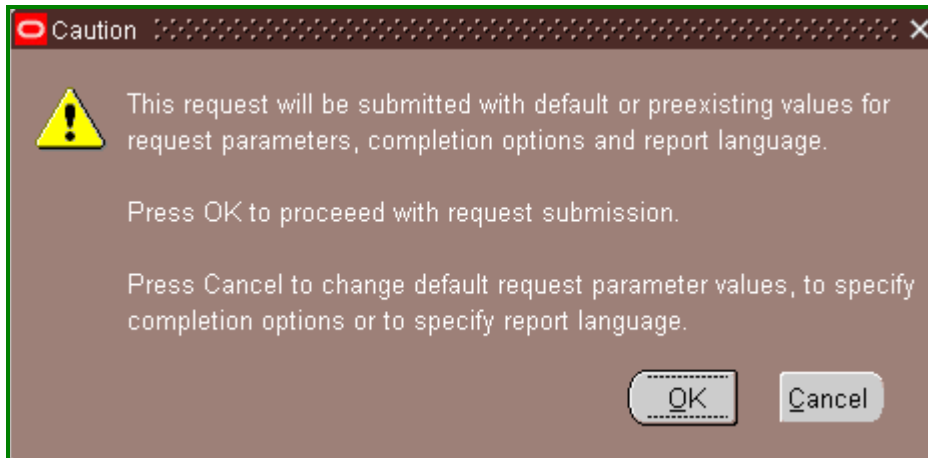 Caution
This request will be submitted with default or preexisting values for
request parameters, completion options and report language.
Press OK to proceeed with request submission.
Press Cancel to change default request parameter values, to specify
completion options or to specify report language.
OK Cancel